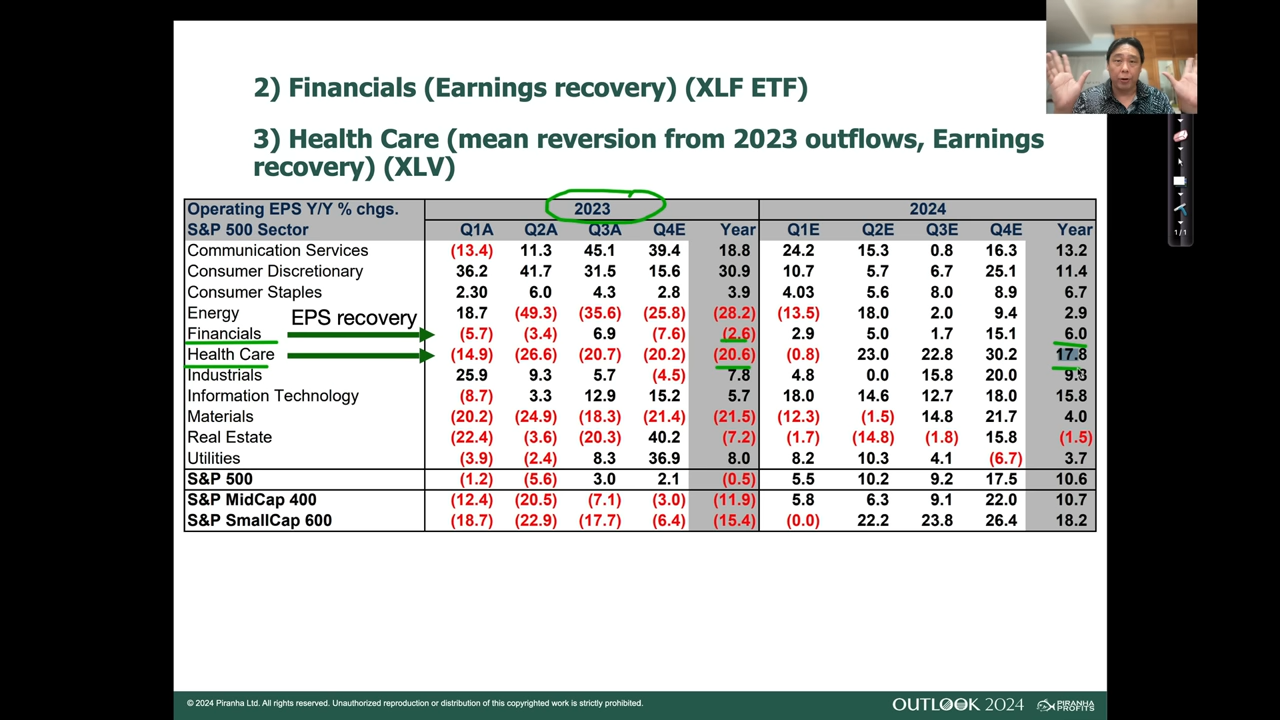 2) Financials (Earnings recovery) (XLF ETF)
3) Health Care (mean reversion from 2023 outflows, Earnings
recovery) (XLV)
Operating EPS Y/Y % chgs. 2023 2024
S&P 500 Sector Q1A Q2A Q3A Q4E Year Q1E Q2E Q3E Q4E Year
Communication Services (13.4) 11.3 45.1 39.4 18.8 24.2 15.3 0.8 16.3 13.2
Consumer Discretionary 36.2 41.7 31.5 15.6 30.9 10.7 5.7 6.7 25.1 11.4
Consumer Staples 2.30 6.0 4.3 2.8 3.9 4.03 5.6 8.0 8.9 6.7
Energy 18.7 (49.3) (35.6) (25.8) (28.2) (13.5) 18.0 2.0 9.4 2.9
EPS recovery
Financials (5.7) (3.4) 6.9 (7.6) (2.6) 2.9 5.0 1.7 15.1 6.0
Health Care (14.9) (26.6) (20.7) (20.2) (20.6) (0.8) 23.0 22.8 30.2 17.8
Industrials 25.9 9.3 5.7 (4.5) 7.8 4.8 0.0 15.8 20.0
Information Technology (8.7) 3.3 12.9 15.2 5.7 18.0 14.6 12.7 18.0 15.8
Materials (20.2) (24.9) (18.3) (21.4) (21.5) (12.3) (1.5) 14.8 21.7 4.0
Real Estate (22.4) (3.6) (20.3) 40.2 (7.2) (1.7) (14.8) (1.8) 15.8 (1.5)
Utilities (3.9) (2.4) 8.3 36.9 8.0 8.2 10.3 4.1 (6.7) 3.7
S&P 500 (1.2) (5.6) 3.0 2.1 (0.5) 5.5 10.2 9.2 17.5 10.6
S&P MidCap 400 (12.4) (20.5) (7.1) (3.0) (11.9) 5.8 6.3 9.1 22.0 10.7
S&P SmallCap 600 (18.7) (22.9) (17.7) (6.4) (15.4) (0.0) 22.2 23.8 26.4 18.2
1/1
© 2024 Piranha Ltd. All rights reserved. Unauthorized reproduction or distribution of this copyrighted work is strictly prohibited.
OUTLOOK 2024 PIRANHA
PROFITS